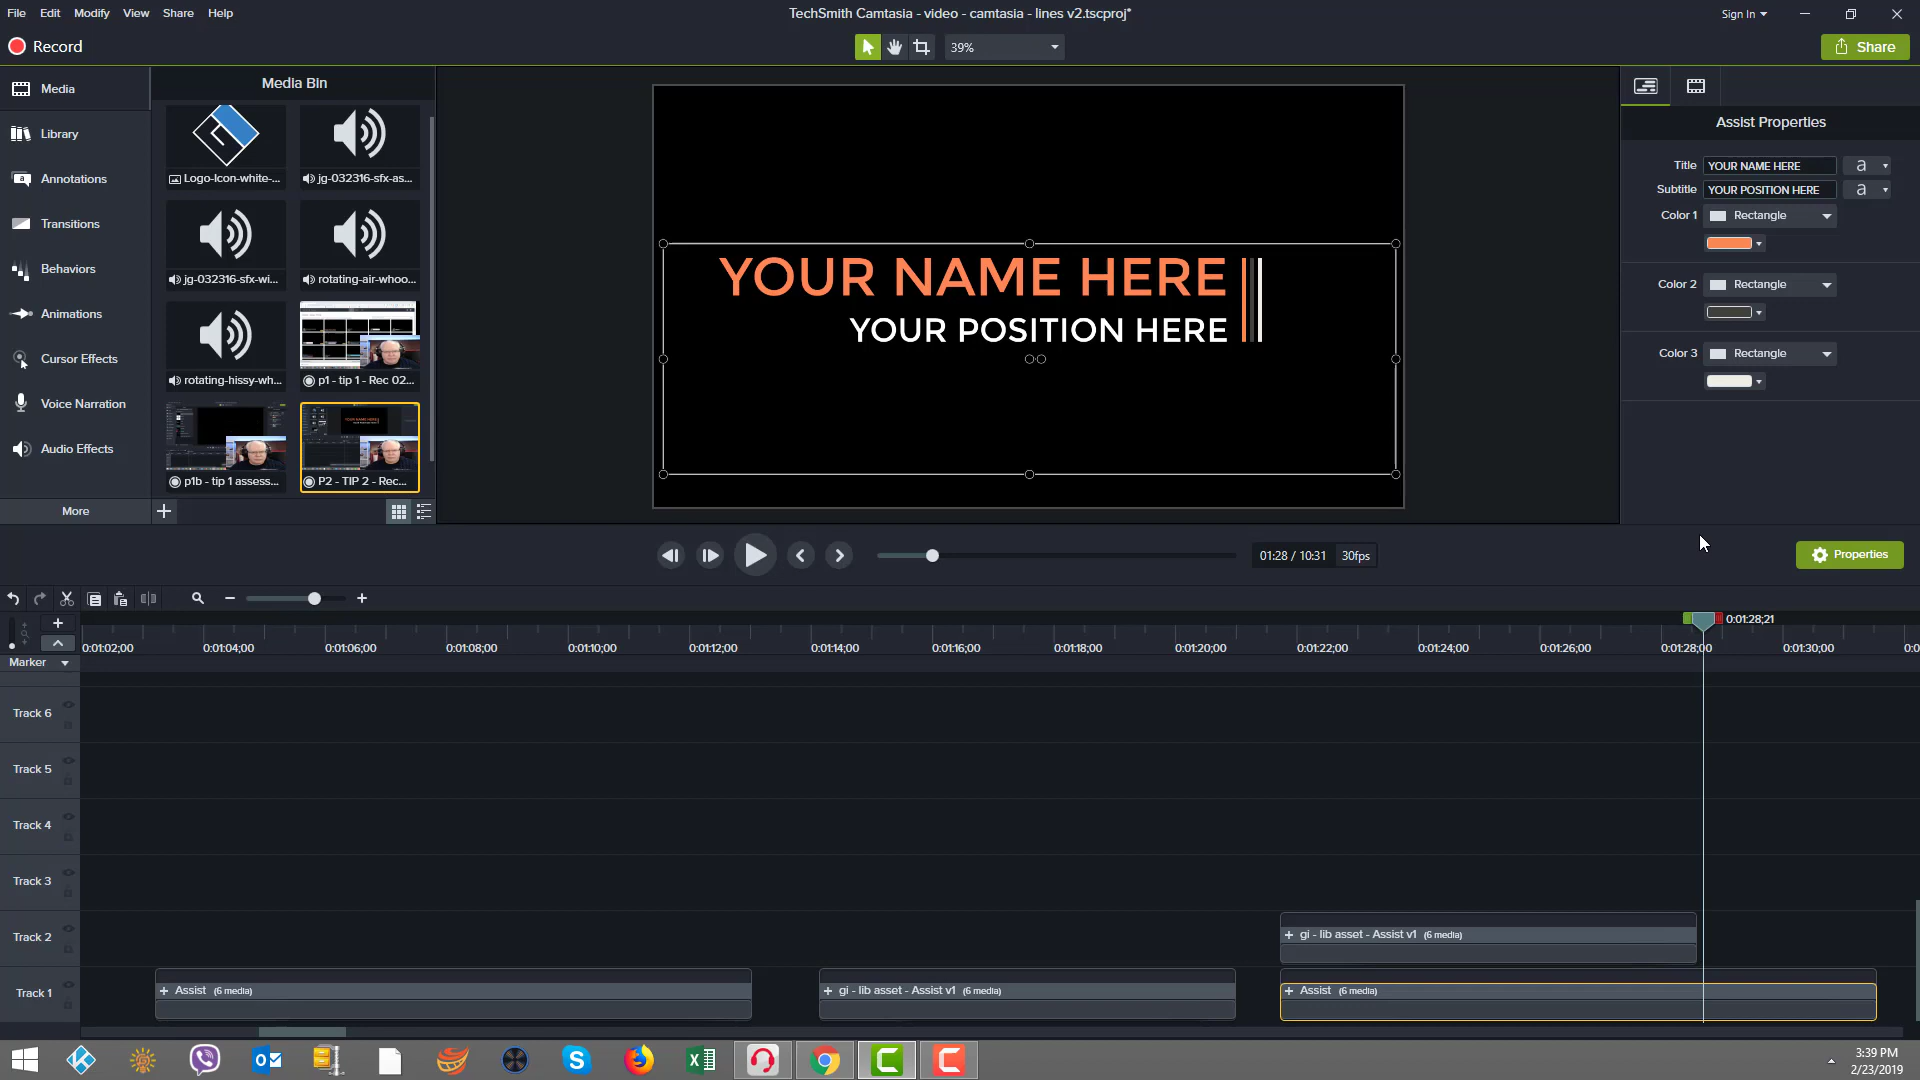 File Edit Modify View Share Help
TechSmith Camtasia - video - camtasia - lines v2.tscproj*
Sign In
Record
39%
Share
Media
Library
Annotations
Transitions
Behaviors
Animations
Cursor Effects
Voice Narration
Audio Effects
More
Media Bin
Logo-Icon-white-...
jg-032316-sfx-as...
jg-032316-sfx-wi...
rotating-air-whoo...
rotating-hissy-wh...
p1 - tip 1 - Rec 02...
p1b - tip 1 assess...
P2 - TIP 2 - Rec...
YOUR NAME HERE
YOUR POSITION HERE
Assist Properties
Title YOUR NAME HERE a
Subtitle YOUR POSITION HERE a
Color 1 Rectangle
Color 2 Rectangle
Color 3 Rectangle
01:28 / 10:31 30fps
Properties
0:01:28;21
0:01:02;00 0:01:04;00 0:01:06;00 0:01:08;00 0:01:10;00 0:01:12;00 0:01:14;00 0:01:16;00 0:01:18;00 0:01:20;00 0:01:22;00 0:01:24;00 0:01:26;00 0:01:28;00 0:01:30;00
Marker
Track 6
Track 5
Track 4
Track 3
Track 2
+ gi - lib asset - Assist v1 (6 media)
Track 1
+ Assist (6 media)
+ gi - lib asset - Assist v1 (6 media)
+ Assist (6 media)
3:39 PM
2/23/2019